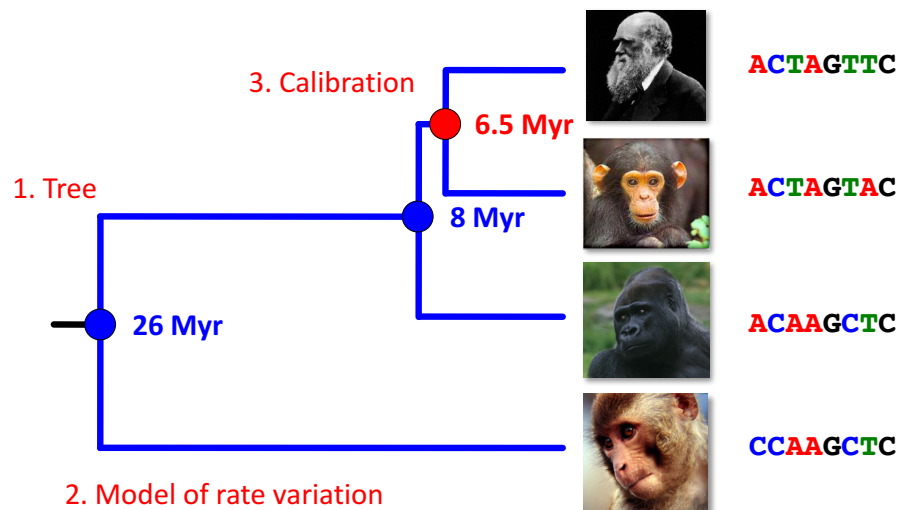 3. Calibration
ACTAGTTC
6.5 Myr
ACTAGTAC
1. Tree
8 Myr
26 Myr
ACAAGCTC
CCAAGCTC
2. Model of rate variation